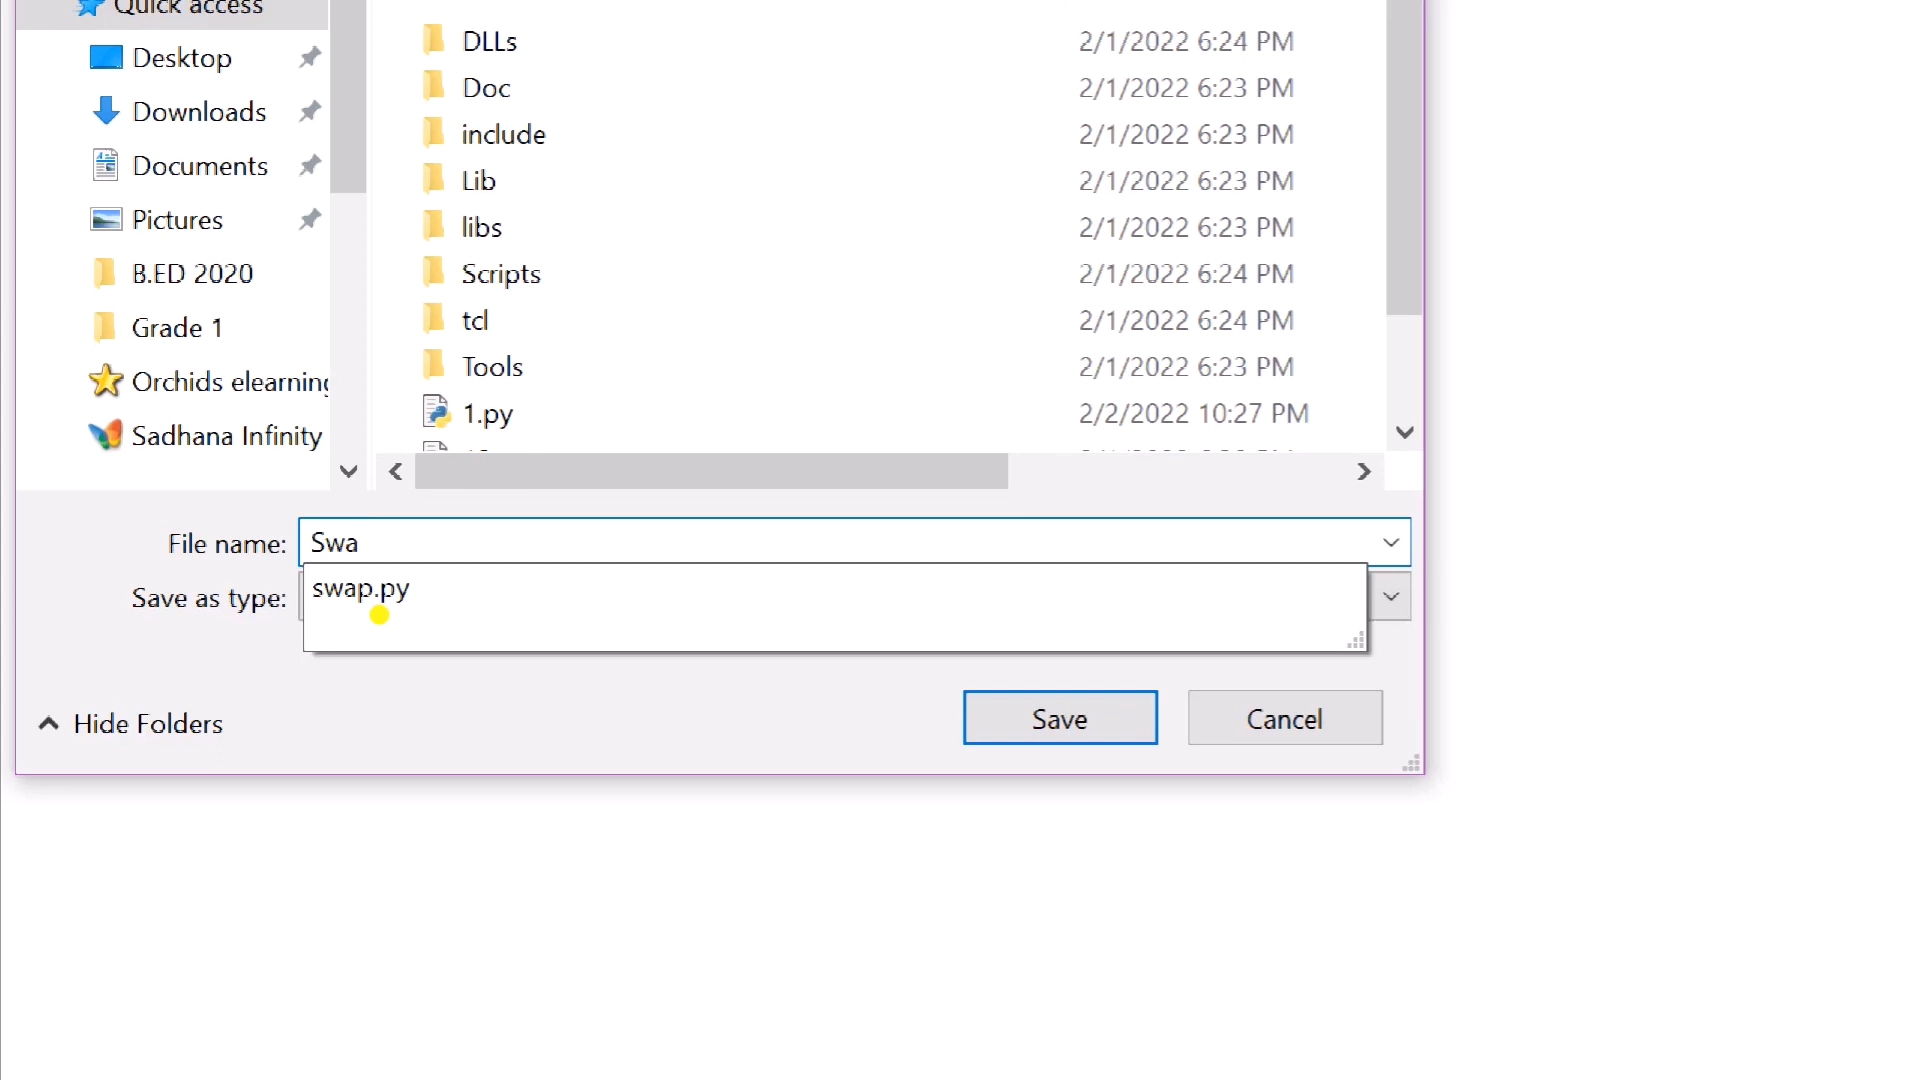 Quick access
Desktop
Downloads
Documents
Pictures
B.ED 2020
Grade 1
Orchids elearning
Sadhana Infinity
DLLs 2/1/2022 6:24 PM
Doc 2/1/2022 6:23 PM
include 2/1/2022 6:23 PM
Lib 2/1/2022 6:23 PM
libs 2/1/2022 6:23 PM
Scripts 2/1/2022 6:24 PM
tcl 2/1/2022 6:24 PM
Tools 2/1/2022 6:23 PM
1.py 2/2/2022 10:27 PM
File name: Swa
swap.py
Save as type:
Hide Folders
Save
Cancel